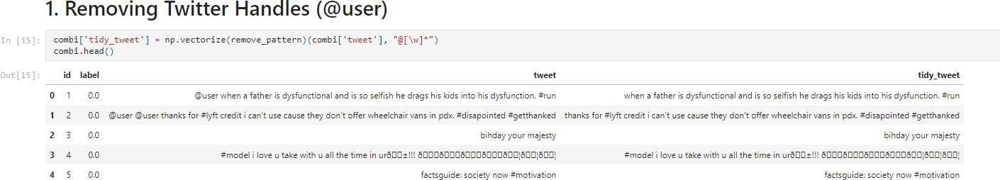 1. Removing Twitter Handles (@user)
In [15]: combi['tidy_tweet'] = np.vectorize(remove_pattern)(combi['tweet'], "@[\w]*")
combi.head()
Out[15]: id label tweet tidy_tweet
0 1 0.0 @user when a father is dysfunctional and is so selfish he drags his kids into his dysfunction. #run when a father is dysfunctional and is so selfish he drags his kids into his dysfunction. #run
1 2 0.0 @user @user thanks for #lyft credit i can't use cause they don't offer wheelchair vans in pdx. #disapointed #getthanked thanks for #lyft credit i can't use cause they don't offer wheelchair vans in pdx. #disapointed #getthanked
2 3 0.0 bihday your majesty bihday your majesty
3 4 0.0 #model i love u take with u all the time in urð□□±!!! ð□□□ð□□□ð□□□ð□□□ð□□¦ð□□¦ð□□¦ #model i love u take with u all the time in urð□□±!!! ð□□□ð□□□ð□□□ð□□□ð□□¦ð□□¦ð□□¦
4 5 0.0 factsguide: society now #motivation factsguide: society now #motivation